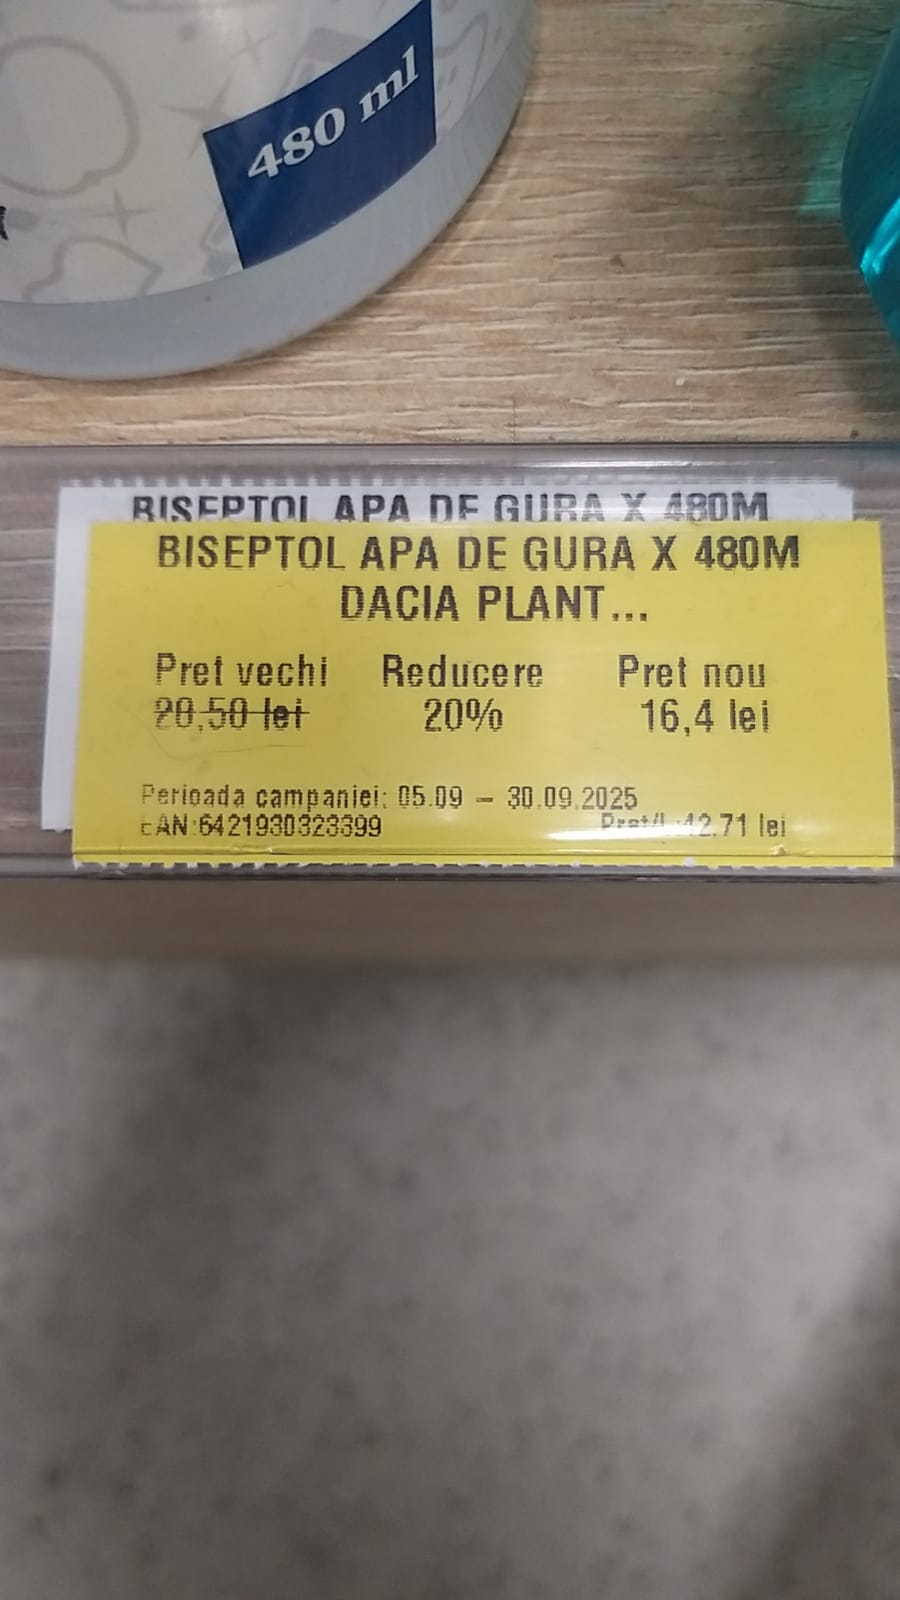 480 ml
BISEPTOL APA DE GURA X 480M
BISEPTOL APA DE GURA X 480M
DACIA PLANT...
Pret vechi Reducere Pret nou
20,50 lei 20% 16,4 lei
Perioada campaniei: 05.09 – 30.09.2025
EAN:6421930323399 Pret/L:42.71 lei